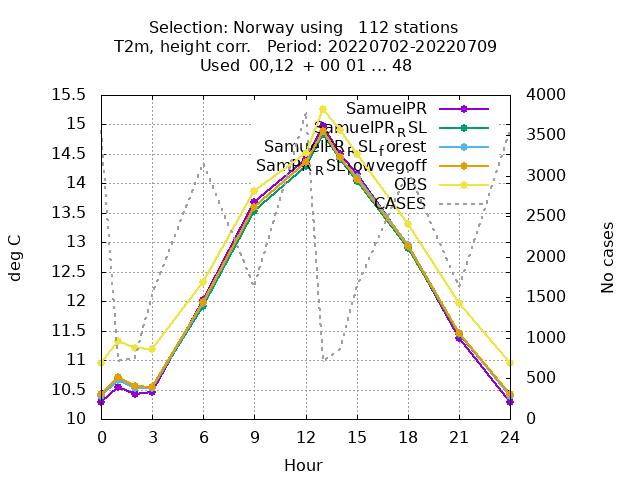 Selection: Norway using   112 stations
T2m, height corr.   Period: 20220702-20220709
Used  00,12  + 00 01 ... 48
15.5
15
14.5
14
13.5
13
12.5
12
11.5
11
10.5
10
4000
3500
3000
2500
2000
1500
1000
500
0
0 3 6 9 12 15 18 21 24
deg C
No cases
Hour
SamuelPR
SamuelPR_RSL
SamuelPR_RSL_forest
OBS
CASES